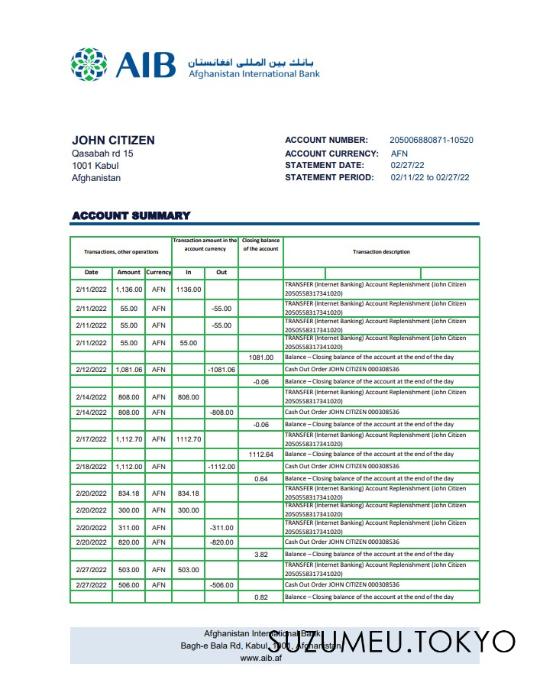 AIB
بانك بين المللى افغانستان
Afghanistan International Bank
JOHN CITIZEN
Qasabah rd 15
1001 Kabul
Afghanistan
ACCOUNT NUMBER: 205006880871-10520
ACCOUNT CURRENCY: AFN
STATEMENT DATE: 02/27/22
STATEMENT PERIOD: 02/11/22 to 02/27/22
ACCOUNT SUMMARY
Transactions, other operations
Transaction amount in the account currency
Closing balance of the account
Transaction description
Date Amount Currency In Out
2/11/2022 1,136.00 AFN 1136.00 TRANSFER (Internet Banking) Account Replenishment (John Citizen
2050558317341020)
2/11/2022 55.00 AFN -55.00 TRANSFER (Internet Banking) Account Replenishment (John Citizen
2050558317341020)
2/11/2022 55.00 AFN -55.00 TRANSFER (Internet Banking) Account Replenishment (John Citizen
2050558317341020)
2/11/2022 55.00 AFN 55.00 TRANSFER (Internet Banking) Account Replenishment (John Citizen
2050558317341020)
1081.00 Balance – Closing balance of the account at the end of the day
2/12/2022 1,081.06 AFN -1081.06 Cash Out Order JOHN CITIZEN 000308536
-0.06 Balance – Closing balance of the account at the end of the day
2/14/2022 808.00 AFN 808.00 TRANSFER (Internet Banking) Account Replenishment (John Citizen
2050558317341020)
2/14/2022 808.00 AFN -808.00 Cash Out Order JOHN CITIZEN 000308536
-0.06 Balance – Closing balance of the account at the end of the day
2/17/2022 1,112.70 AFN 1112.70 TRANSFER (Internet Banking) Account Replenishment (John Citizen
2050558317341020)
1112.64 Balance – Closing balance of the account at the end of the day
2/18/2022 1,112.00 AFN -1112.00 Cash Out Order JOHN CITIZEN 000308536
0.64 Balance – Closing balance of the account at the end of the day
2/20/2022 834.18 AFN 834.18 TRANSFER (Internet Banking) Account Replenishment (John Citizen
2050558317341020)
2/20/2022 300.00 AFN 300.00 TRANSFER (Internet Banking) Account Replenishment (John Citizen
2050558317341020)
2/20/2022 311.00 AFN -311.00 TRANSFER (Internet Banking) Account Replenishment (John Citizen
2050558317341020)
2/20/2022 820.00 AFN -820.00 Cash Out Order JOHN CITIZEN 000308536
3.82 Balance – Closing balance of the account at the end of the day
2/27/2022 503.00 AFN 503.00 TRANSFER (Internet Banking) Account Replenishment (John Citizen
2050558317341020)
2/27/2022 506.00 AFN -506.00 Cash Out Order JOHN CITIZEN 000308536
0.82 Balance – Closing balance of the account at the end of the day
Afghanistan International Bank
Bagh-e Bala Rd, Kabul, 1001, Afghanistan
www.aib.af
SUZUMEU.TOKYO